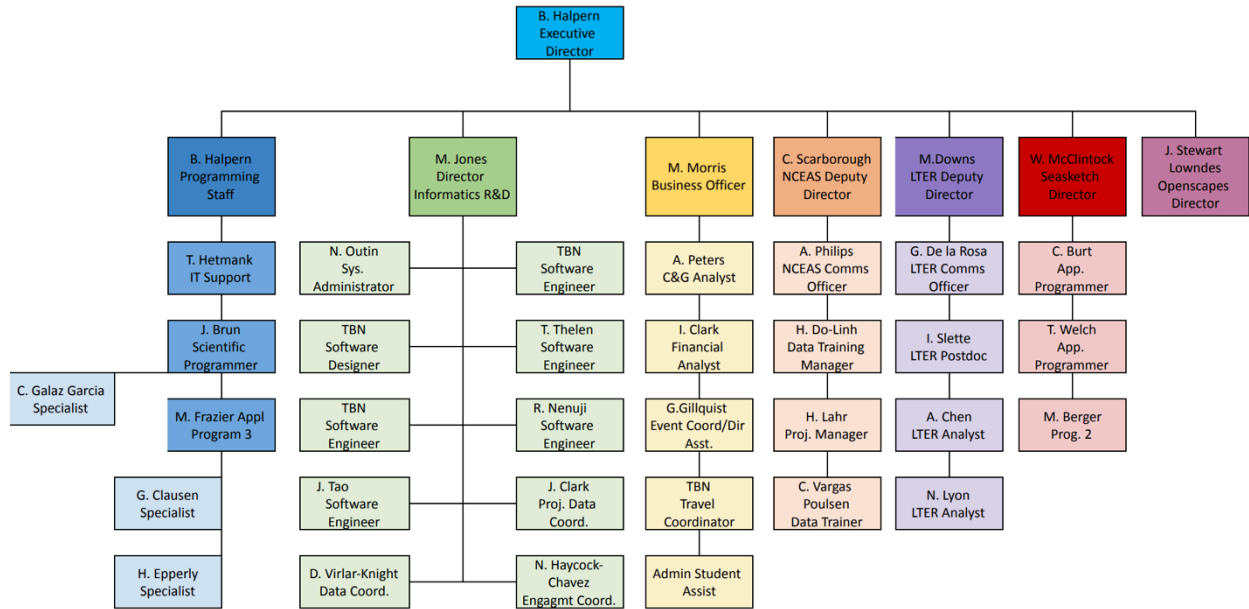 B. Halpern
Executive
Director
B. Halpern
Programming
Staff
M. Jones
Director
Informatics R&D
M. Morris
Business Officer
C. Scarborough
NCEAS Deputy
Director
M.Downs
LTER Deputy
Director
W. McClintock
Seasketch
Director
J. Stewart
Lowndes
Openscapes
Director
T. Hetmank
IT Support
N. Outin
Sys.
Administrator
TBN
Software
Engineer
A. Peters
C&G Analyst
A. Philips
NCEAS Comms
Officer
G. De la Rosa
LTER Comms
Officer
C. Burt
App.
Programmer
J. Brun
Scientific
Programmer
TBN
Software
Designer
T. Thelen
Software
Engineer
I. Clark
Financial
Analyst
H. Do-Linh
Data Training
Manager
I. Slette
LTER Postdoc
T. Welch
App.
Programmer
C. Galaz Garcia
Specialist
M. Frazier Appl
Program 3
TBN
Software
Engineer
R. Nenuji
Software
Engineer
G.Gillquist
Event Coord/Dir
Asst.
H. Lahr
Proj. Manager
A. Chen
LTER Analyst
M. Berger
Prog. 2
G. Clausen
Specialist
J. Tao
Software
Engineer
J. Clark
Proj. Data
Coord.
TBN
Travel
Coordinator
C. Vargas
Poulsen
Data Trainer
N. Lyon
LTER Analyst
H. Epperly
Specialist
D. Virlar-Knight
Data Coord.
N. Haycock-
Chavez
Engagmt Coord.
Admin Student
Assist